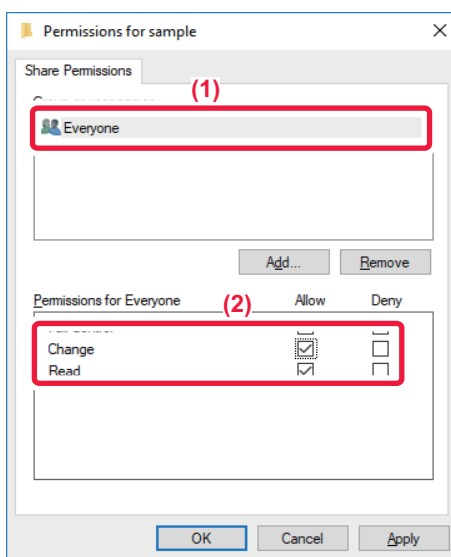 Permissions for sample
Share Permissions
(1)
Everyone
Add... Remove
Permissions for Everyone (2) Allow Deny
Change
Read
OK Cancel Apply